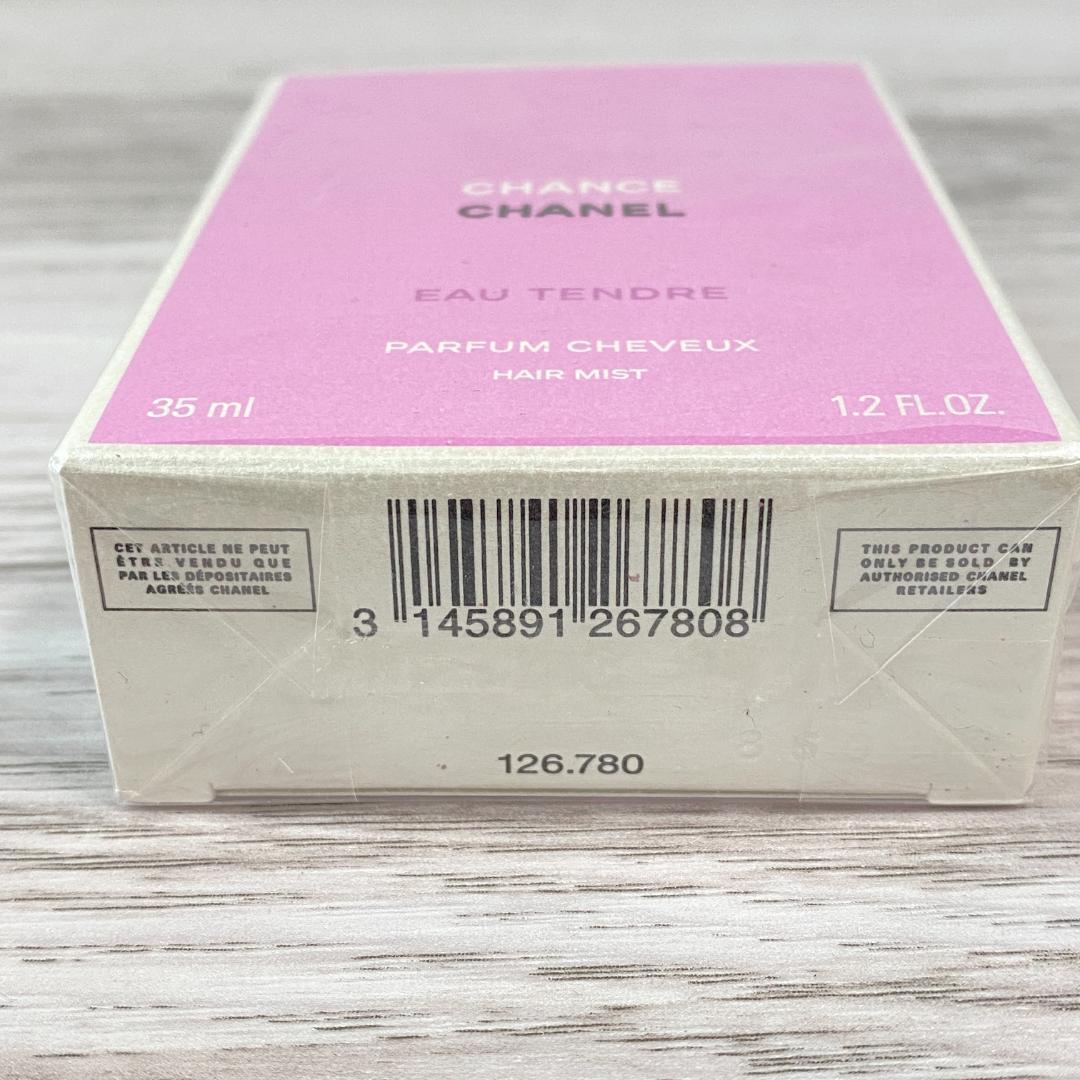 CHANCE
CHANEL
EAU TENDRE
PARFUM CHEVEUX
HAIR MIST
35 ml
1.2 FL.OZ.
CET ARTICLE NE PEUT
ÊTRE VENDU QUE
PAR LES DÉPOSITAIRES
AGRÉÉS CHANEL
3 145891 267808
THIS PRODUCT CAN
ONLY BE SOLD BY
AUTHORISED CHANEL
RETAILERS
126.780